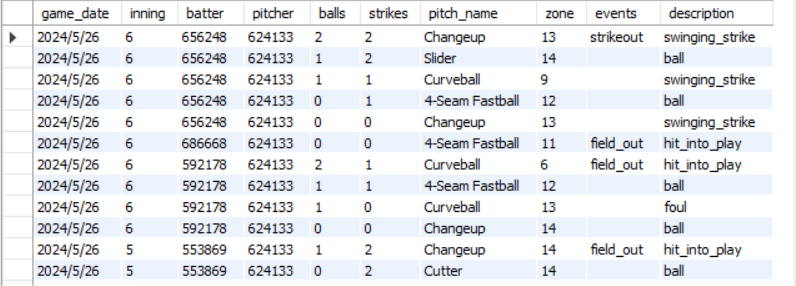 game_date inning batter pitcher balls strikes pitch_name zone events description
2024/5/26 6 656248 624133 2 2 Changeup 13 strikeout swinging_strike
2024/5/26 6 656248 624133 1 2 Slider 14 ball
2024/5/26 6 656248 624133 1 1 Curveball 9 swinging_strike
2024/5/26 6 656248 624133 0 1 4-Seam Fastball 12 ball
2024/5/26 6 656248 624133 0 0 Changeup 13 swinging_strike
2024/5/26 6 686668 624133 0 0 4-Seam Fastball 11 field_out hit_into_play
2024/5/26 6 592178 624133 2 1 Curveball 6 field_out hit_into_play
2024/5/26 6 592178 624133 1 1 4-Seam Fastball 12 ball
2024/5/26 6 592178 624133 1 0 Curveball 13 foul
2024/5/26 6 592178 624133 0 0 Changeup 14 ball
2024/5/26 5 553869 624133 1 2 Changeup 14 field_out hit_into_play
2024/5/26 5 553869 624133 0 2 Cutter 14 ball